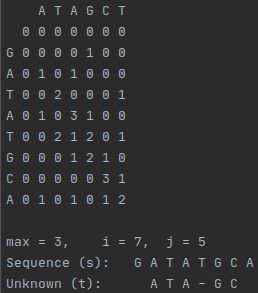 A T A G C T
0 0 0 0 0 0 0
G 0 0 0 0 1 0 0
A 0 1 0 1 0 0 0
T 0 0 2 0 0 0 1
A 0 1 0 3 1 0 0
T 0 0 2 1 2 0 1
G 0 0 0 1 2 1 0
C 0 0 0 0 0 3 1
A 0 1 0 1 0 1 2
max = 3, i = 7, j = 5
Sequence (s): G A T A T G C A
Unknown (t): A T A - G C